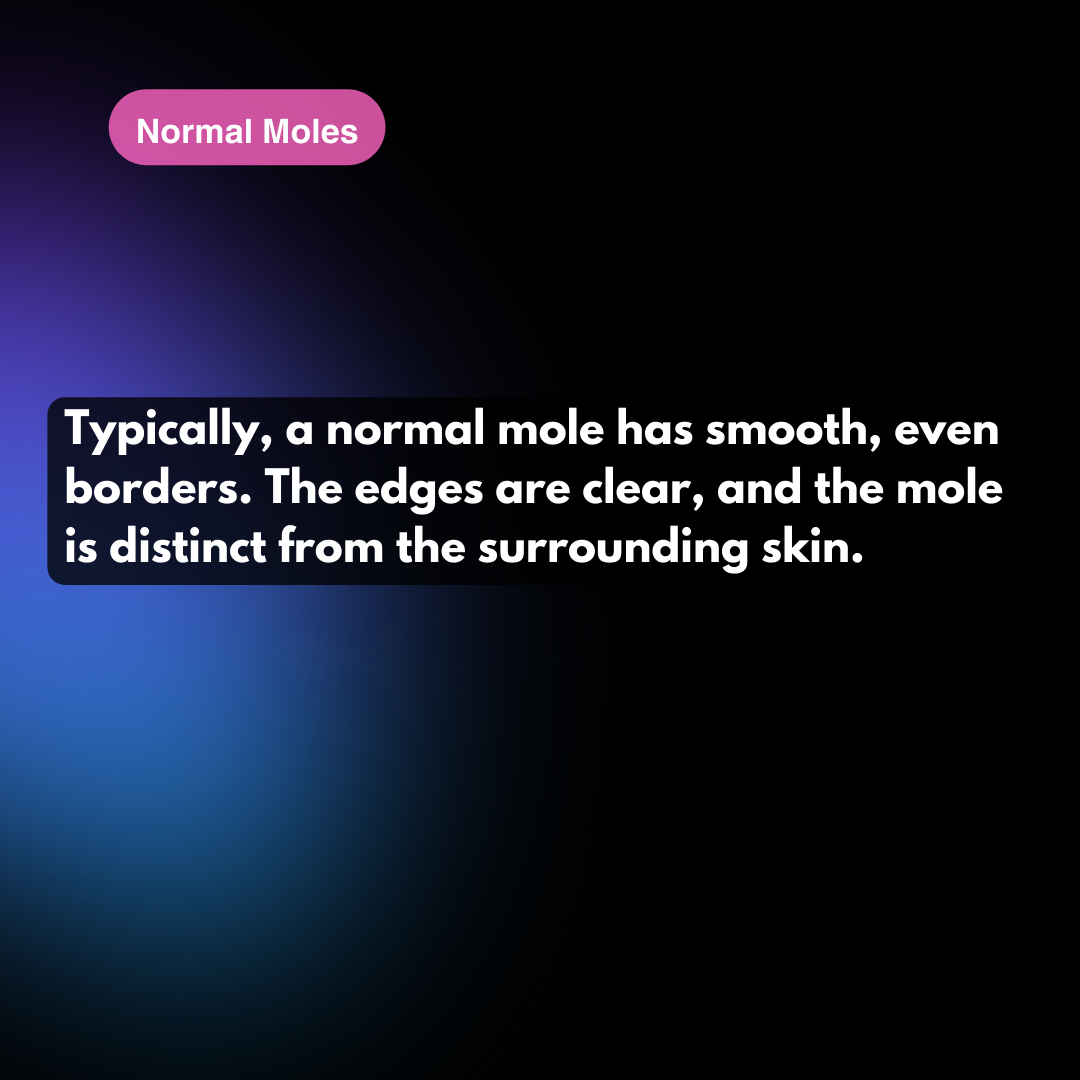 Normal Moles
Typically, a normal mole has smooth, even
borders. The edges are clear, and the mole
is distinct from the surrounding skin.